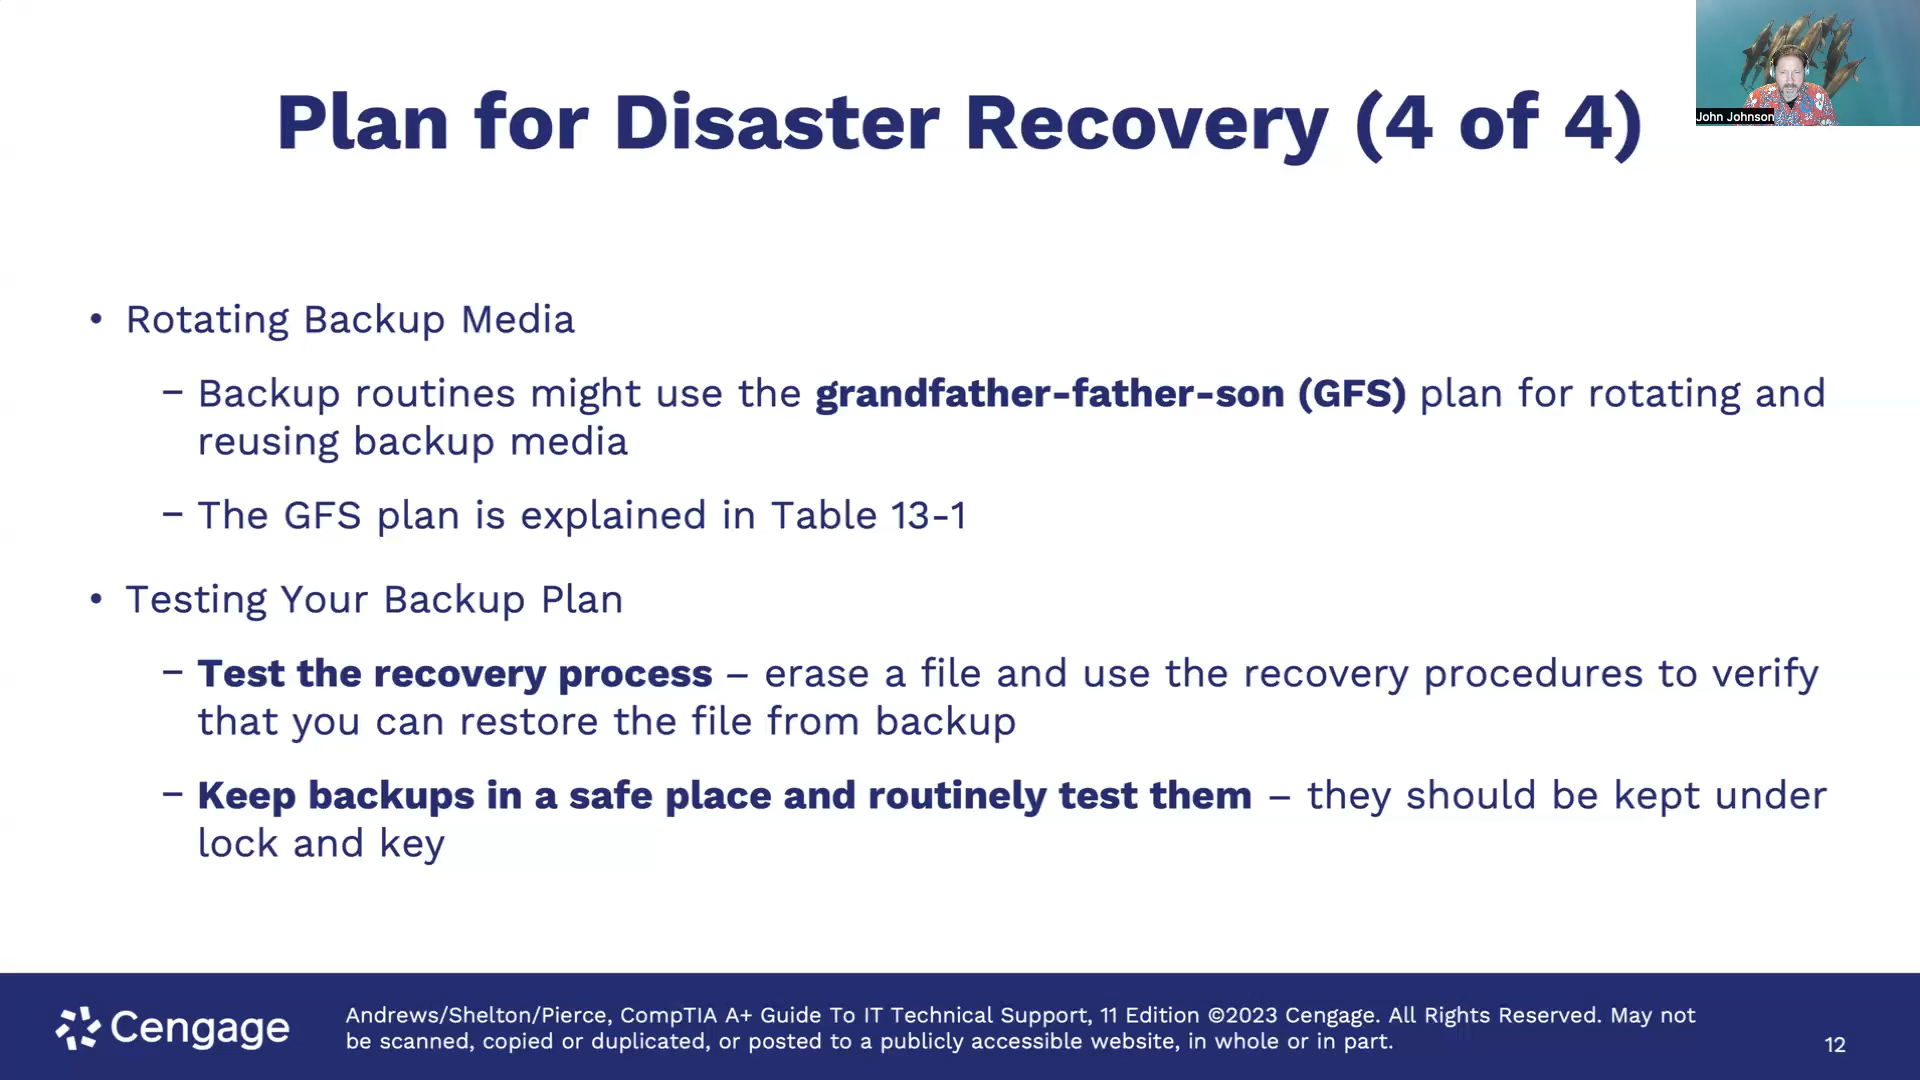 Plan for Disaster Recovery (4 of 4)
John Johnson
• Rotating Backup Media
– Backup routines might use the grandfather-father-son (GFS) plan for rotating and
reusing backup media
– The GFS plan is explained in Table 13-1
• Testing Your Backup Plan
– Test the recovery process – erase a file and use the recovery procedures to verify
that you can restore the file from backup
– Keep backups in a safe place and routinely test them – they should be kept under
lock and key
Cengage
Andrews/Shelton/Pierce, CompTIA A+ Guide To IT Technical Support, 11 Edition ©2023 Cengage. All Rights Reserved. May not
be scanned, copied or duplicated, or posted to a publicly accessible website, in whole or in part.
12